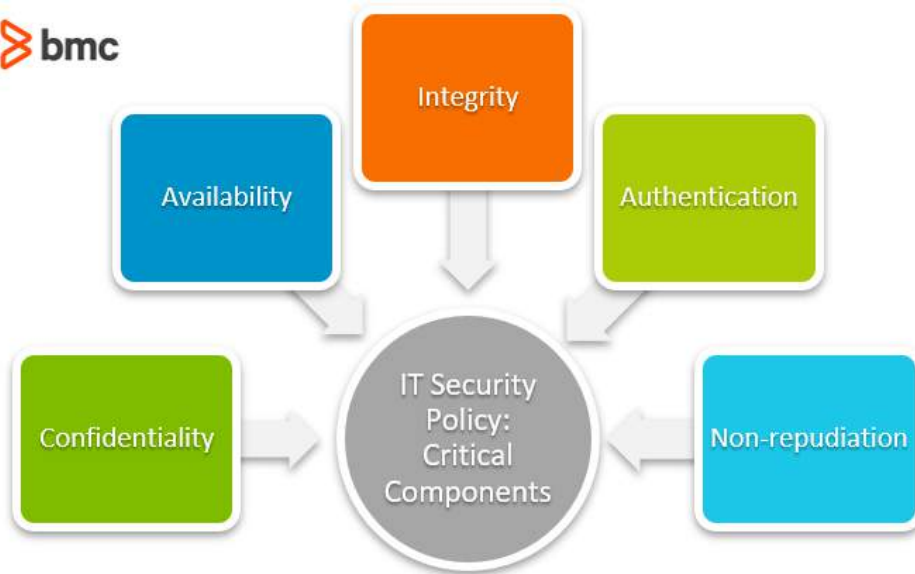 bmc
Integrity
Availability
Authentication
IT Security
Policy:
Critical
Components
Confidentiality
Non-repudiation